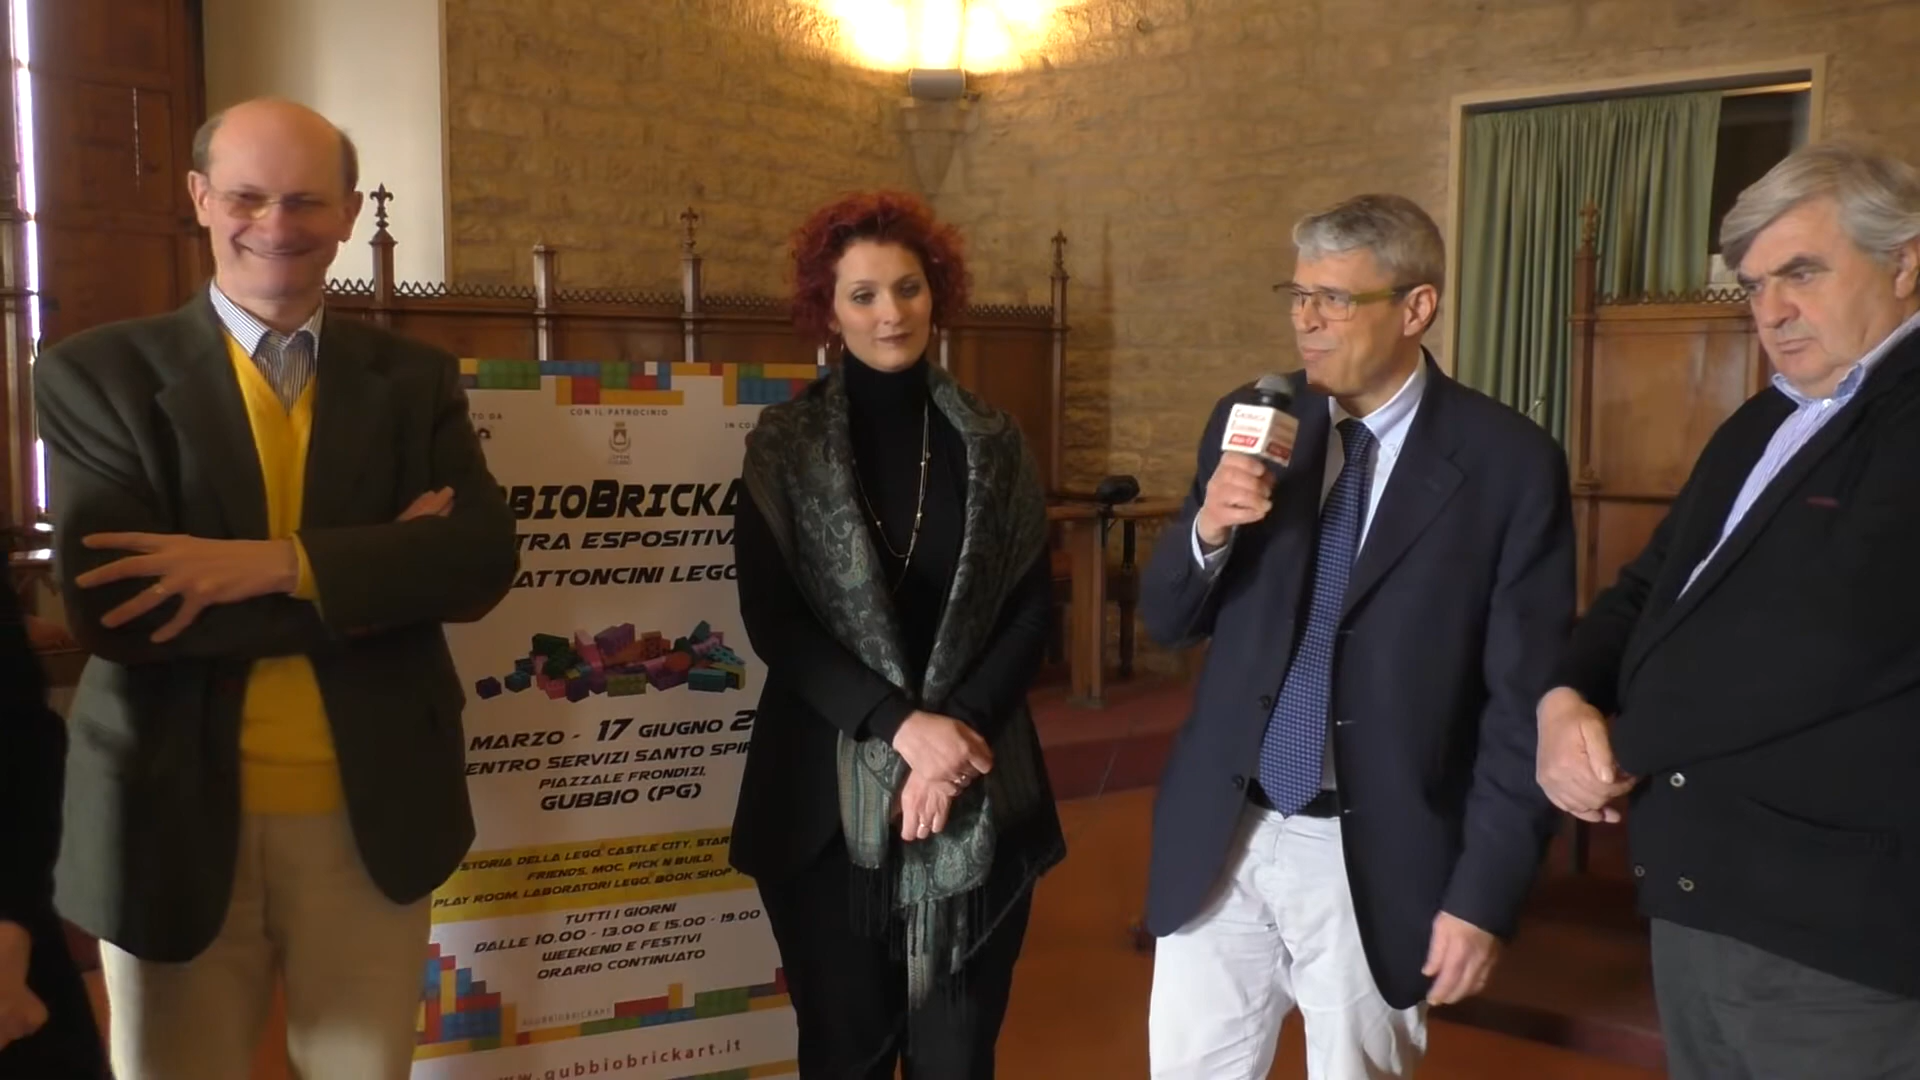 CON IL PATROCINIO
BIOBRICKA
TRA ESPOSITIV
ATTONCINI LEGO
MARZO - 17 GIUGNO 2
ENTRO SERVIZI SANTO SPIR
PIAZZALE FRONDIZI,
GUBBIO (PG)
STORIA DELLA LEGO, CASTLE CITY, STAR
FRIENDS, MOC, PICK N BUILD,
PLAY ROOM, LABORATORI LEGO, BOOK SHOP
TUTTI I GIORNI
DALLE 10.00 - 13.00 E 15.00 - 19.00
WEEKEND E FESTIVI
ORARIO CONTINUATO
#GUBBIOBRICKART
www.gubbiobrickart.it